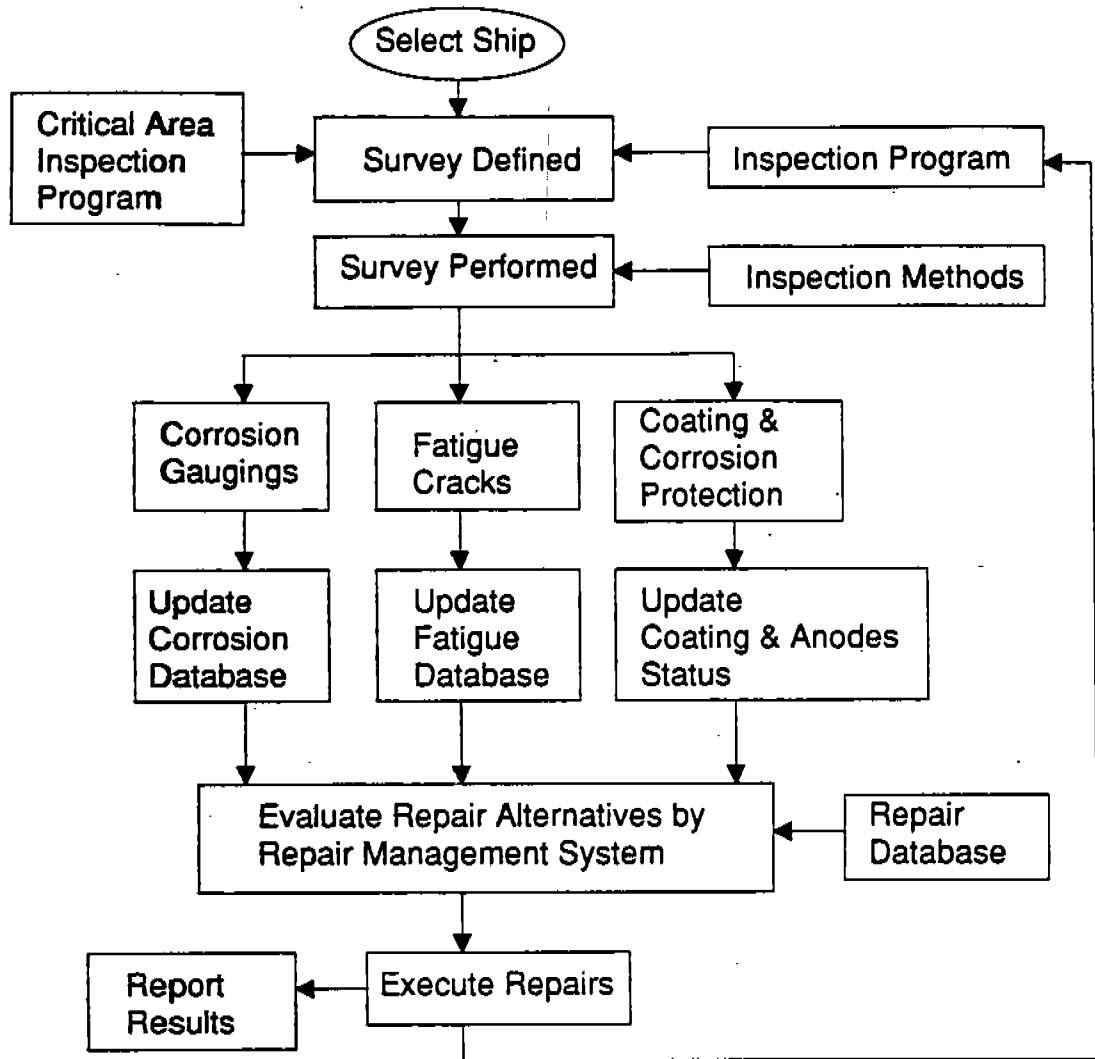 Select Ship
Critical Area
Inspection
Program
Survey Defined
Inspection Program
Survey Performed
Inspection Methods
Corrosion
Gaugings
Fatigue
Cracks
Coating &
Corrosion
Protection
Update
Corrosion
Database
Update
Fatigue
Database
Update
Coating & Anodes
Status
Evaluate Repair Alternatives by
Repair Management System
Repair
Database
Report
Results
Execute Repairs